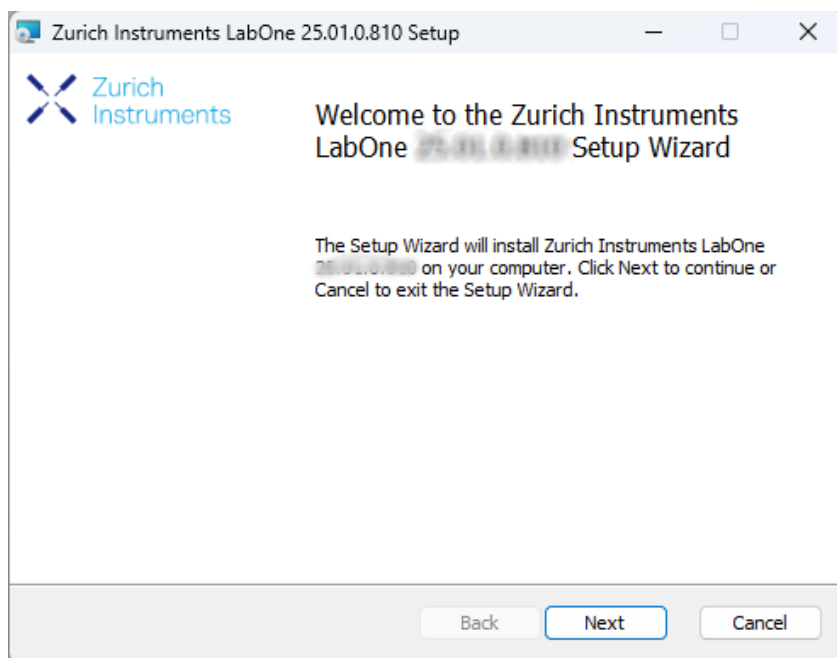 Zurich Instruments LabOne 25.01.0.810 Setup
Zurich
Instruments
Welcome to the Zurich Instruments
LabOne Setup Wizard
The Setup Wizard will install Zurich Instruments LabOne
on your computer. Click Next to continue or
Cancel to exit the Setup Wizard.
Back
Next
Cancel